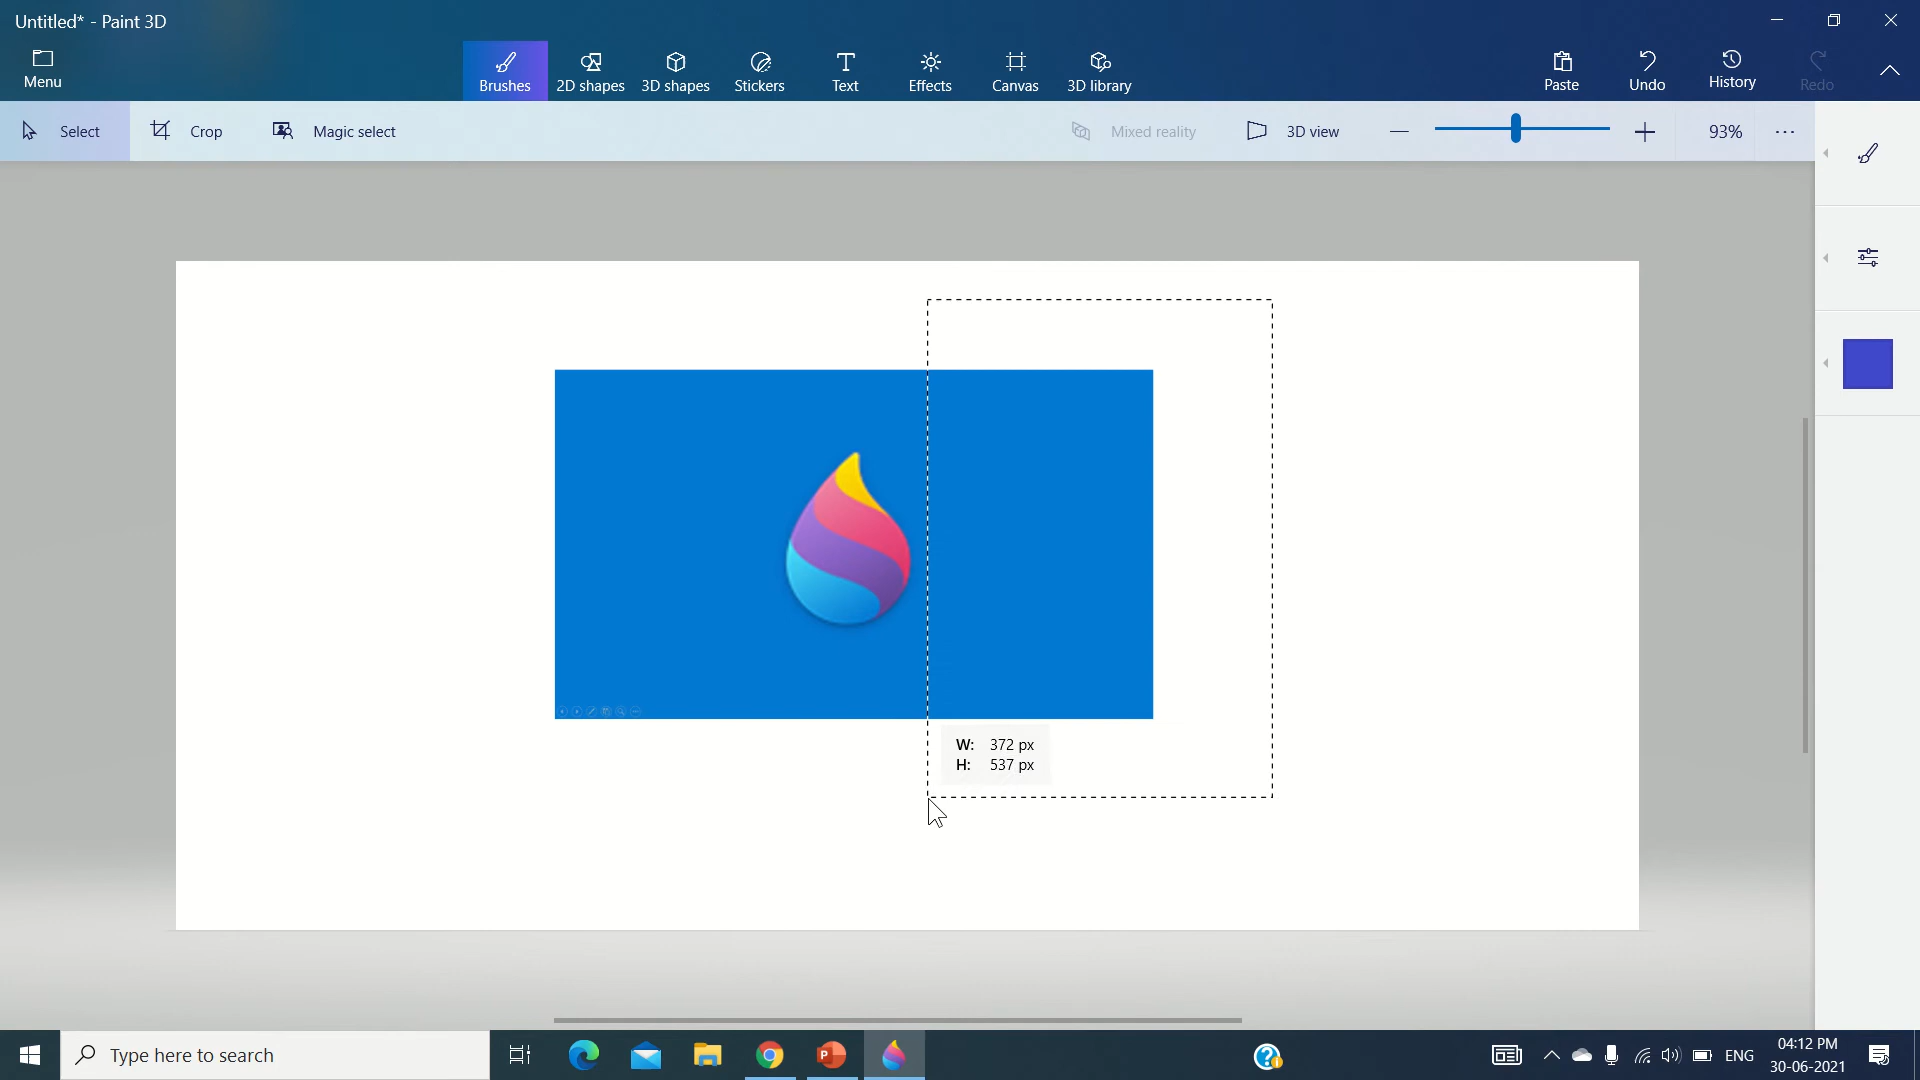 Untitled* - Paint 3D
Menu
Brushes
2D shapes
3D shapes
Stickers
Text
Effects
Canvas
3D library
Paste
Undo
History
Redo
Select
Crop
Magic select
Mixed reality
3D view
93%
W: 372 px
H: 537 px
Type here to search
ENG
04:12 PM
30-06-2021